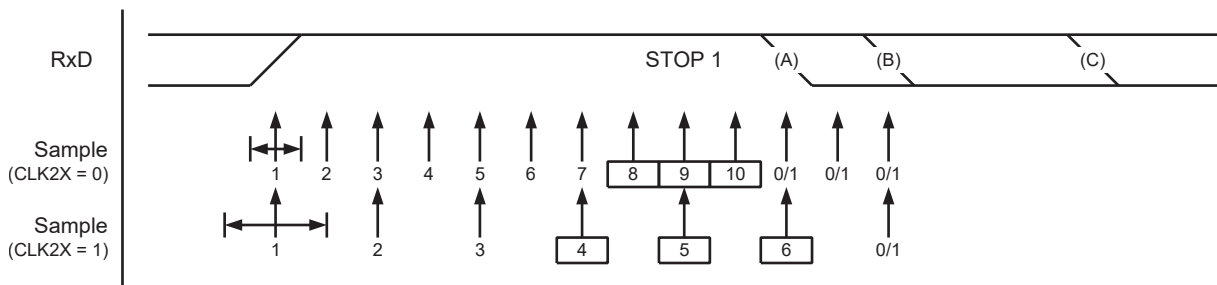 RxD STOP 1 (A) (B) (C)
Sample
(CLK2X = 0)
1 2 3 4 5 6 7 8 9 10 0/1 0/1 0/1
Sample
(CLK2X = 1)
1 2 3 4 5 6 0/1